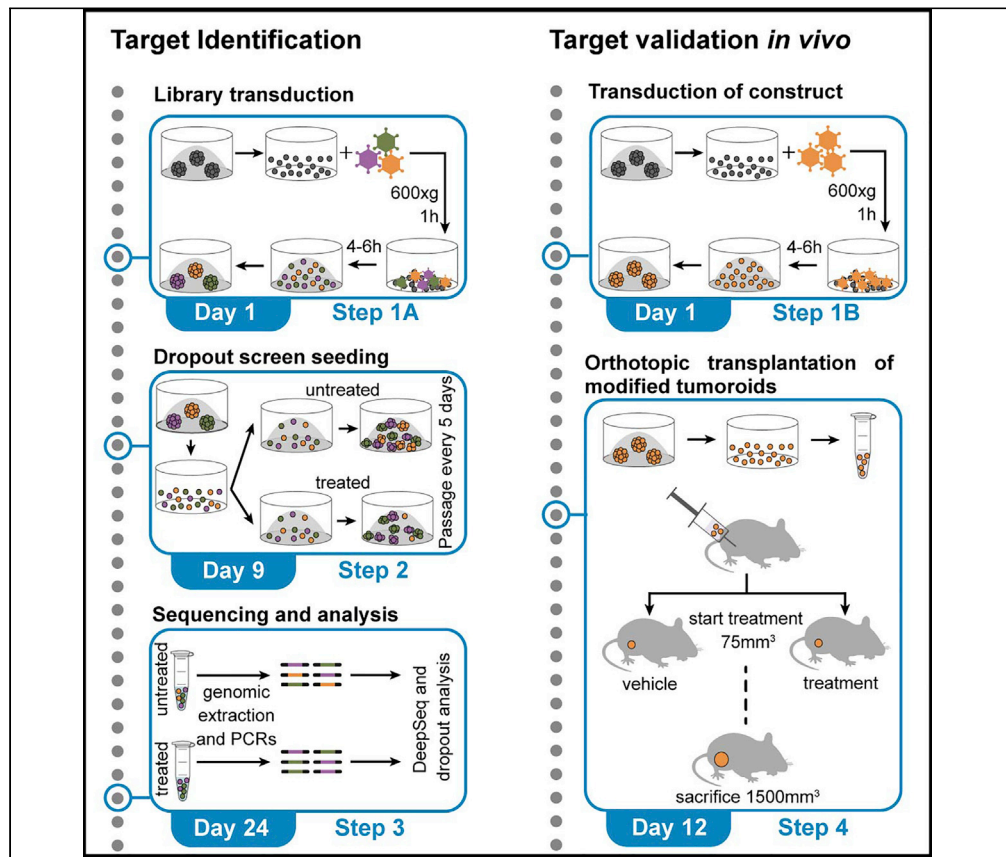 Target Identification
Library transduction
+
600xg
1h
4-6h
Day 1
Step 1A
Dropout screen seeding
untreated
treated
Passage every 5 days
Day 9
Step 2
Sequencing and analysis
untreated
treated
genomic
extraction
and PCRs
DeepSeq and
dropout analysis
Day 24
Step 3
Target validation in vivo
Transduction of construct
+
600xg
1h
4-6h
Day 1
Step 1B
Orthotopic transplantation of
modified tumoroids
start treatment
75mm³
vehicle
treatment
sacrifice 1500mm³
Day 12
Step 4